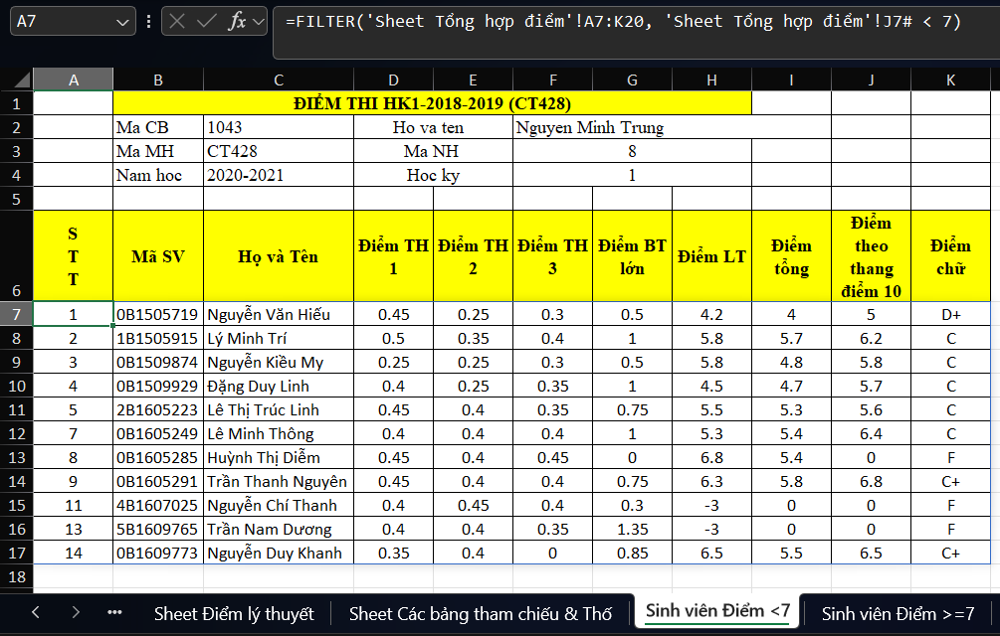 A7 fx =FILTER('Sheet Tổng hợp điểm'!A7:K20, 'Sheet Tổng hợp điểm'!J7# < 7)
A B C D E F G H I J K
1 ĐIỂM THI HK1-2018-2019 (CT428)
2 Ma CB 1043 Ho va ten Nguyen Minh Trung
3 Ma MH CT428 Ma NH 8
4 Nam hoc 2020-2021 Hoc ky 1
5
6 S T T Mã SV Họ và Tên Điểm TH 1 Điểm TH 2 Điểm TH 3 Điểm BT lớn Điểm LT Điểm tổng Điểm theo thang điểm 10 Điểm chữ
7 1 0B1505719 Nguyễn Văn Hiếu 0.45 0.25 0.3 0.5 4.2 4 5 D+
8 2 1B1505915 Lý Minh Trí 0.5 0.35 0.4 1 5.8 5.7 6.2 C
9 3 0B1509874 Nguyễn Kiều My 0.25 0.25 0.3 0.5 5.8 4.8 5.8 C
10 4 0B1509929 Đặng Duy Linh 0.4 0.25 0.35 1 4.5 4.7 5.7 C
11 5 2B1605223 Lê Thị Trúc Linh 0.45 0.4 0.35 0.75 5.5 5.3 5.6 C
12 7 0B1605249 Lê Minh Thông 0.4 0.4 0.4 1 5.3 5.4 6.4 C
13 8 0B1605285 Huỳnh Thị Diễm 0.45 0.4 0.45 0 6.8 5.4 0 F
14 9 0B1605291 Trần Thanh Nguyên 0.45 0.4 0.4 0.75 6.3 5.8 6.8 C+
15 11 4B1607025 Nguyễn Chí Thanh 0.4 0.45 0.4 0.3 -3 0 0 F
16 13 5B1609765 Trần Nam Dương 0.4 0.4 0.35 1.35 -3 0 0 F
17 14 0B1609773 Nguyễn Duy Khanh 0.35 0.4 0 0.85 6.5 5.5 6.5 C+
18
Sheet Điểm lý thuyết Sheet Các bảng tham chiếu & Thố Sinh viên Điểm <7 Sinh viên Điểm >=7